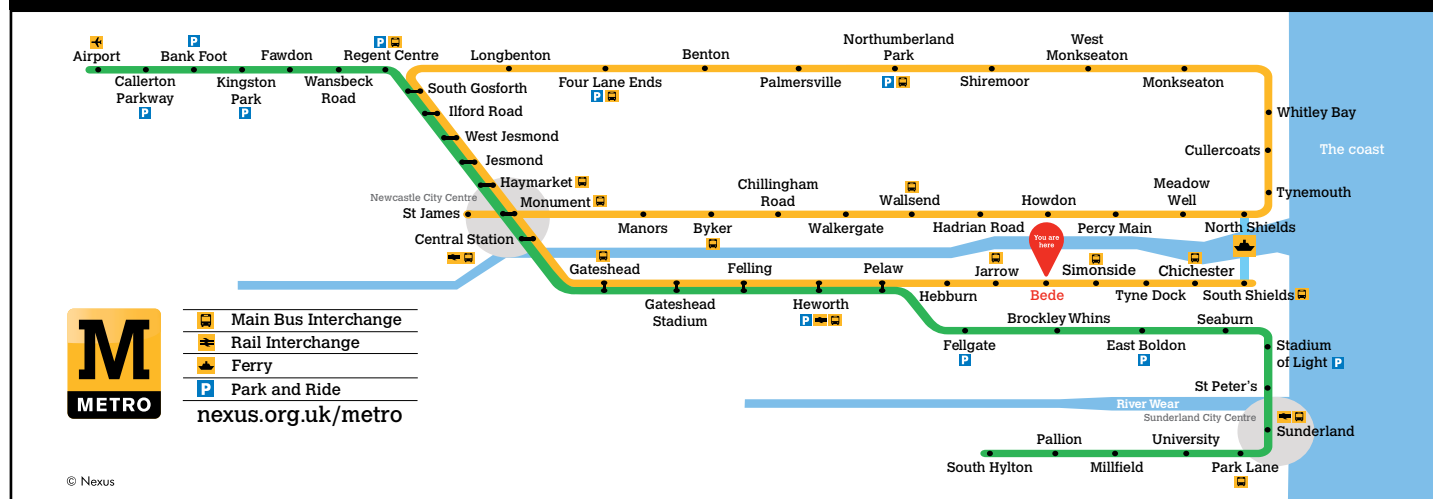 Airport
Callerton
Parkway
P
P
Bank Foot
Kingston
Park
P
Fawdon
Wansbeck
Road
P
Regent Centre
Longbenton
Four Lane Ends
P
Benton
Palmersville
Northumberland
Park
P
Shiremoor
West
Monkseaton
Monkseaton
South Gosforth
Ilford Road
West Jesmond
Jesmond
Haymarket
Newcastle City Centre
Monument
St James
Central Station
Whitley Bay
Cullercoats
The coast
Tynemouth
Manors
Byker
Chillingham
Road
Walkergate
Wallsend
Hadrian Road
Howdon
Percy Main
Meadow
Well
North Shields
You are
here
Gateshead
Gateshead
Stadium
Felling
Heworth
P
Pelaw
Hebburn
Jarrow
Bede
Simonside
Tyne Dock
Chichester
South Shields
Fellgate
P
Brockley Whins
East Boldon
P
Seaburn
Stadium
of Light P
St Peter's
River Wear
Sunderland City Centre
Sunderland
Park Lane
University
Millfield
Pallion
South Hylton
M
METRO
Main Bus Interchange
Rail Interchange
Ferry
P Park and Ride
nexus.org.uk/metro
© Nexus